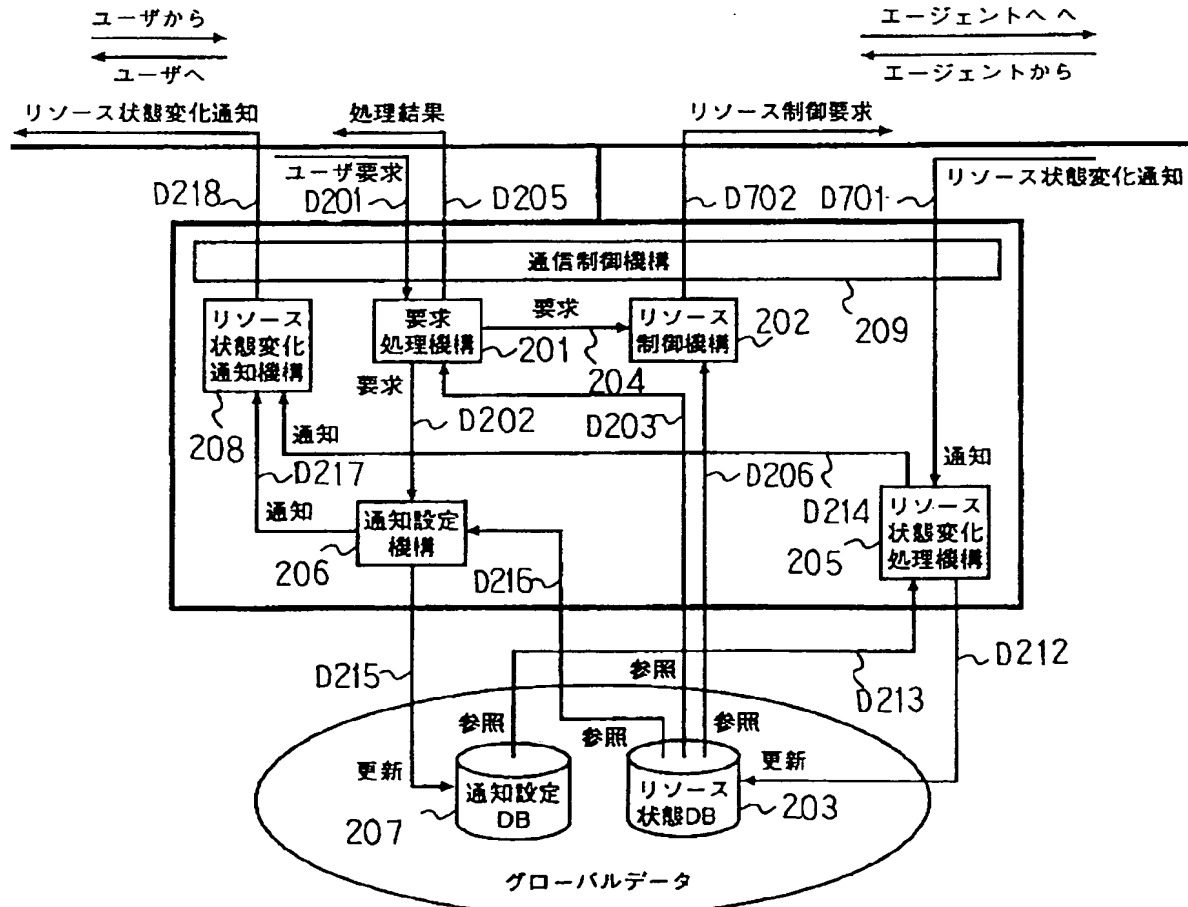 ユーザから
ユーザへ
エージェントへ へ
エージェントから
リソース状態変化通知
処理結果
リソース制御要求
ユーザ要求
リソース状態変化通知
D218
D201
D205
D702
D701
通信制御機構
209
リソース
状態変化
通知機構
208
要求
処理機構
201
要求
204
リソース
制御機構
202
要求
D202
D203
D206
通知
D217
通知
通知
D214
リソース
状態変化
処理機構
205
通知設定
機構
206
D216
D215
参照
D213
D212
参照
参照
参照
更新
更新
通知設定
DB
207
リソース
状態DB
203
グローバルデータ